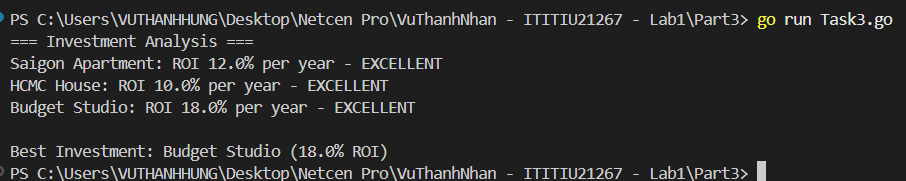 PS C:\Users\VUTHANHHUNG\Desktop\Netcen Pro\VuThanhNhan - ITITIU21267 - Lab1\Part3> go run Task3.go
=== Investment Analysis ===
Saigon Apartment: ROI 12.0% per year - EXCELLENT
HCMC House: ROI 10.0% per year - EXCELLENT
Budget Studio: ROI 18.0% per year - EXCELLENT
Best Investment: Budget Studio (18.0% ROI)
PS C:\Users\VUTHANHHUNG\Desktop\Netcen Pro\VuThanhNhan - ITITIU21267 - Lab1\Part3>